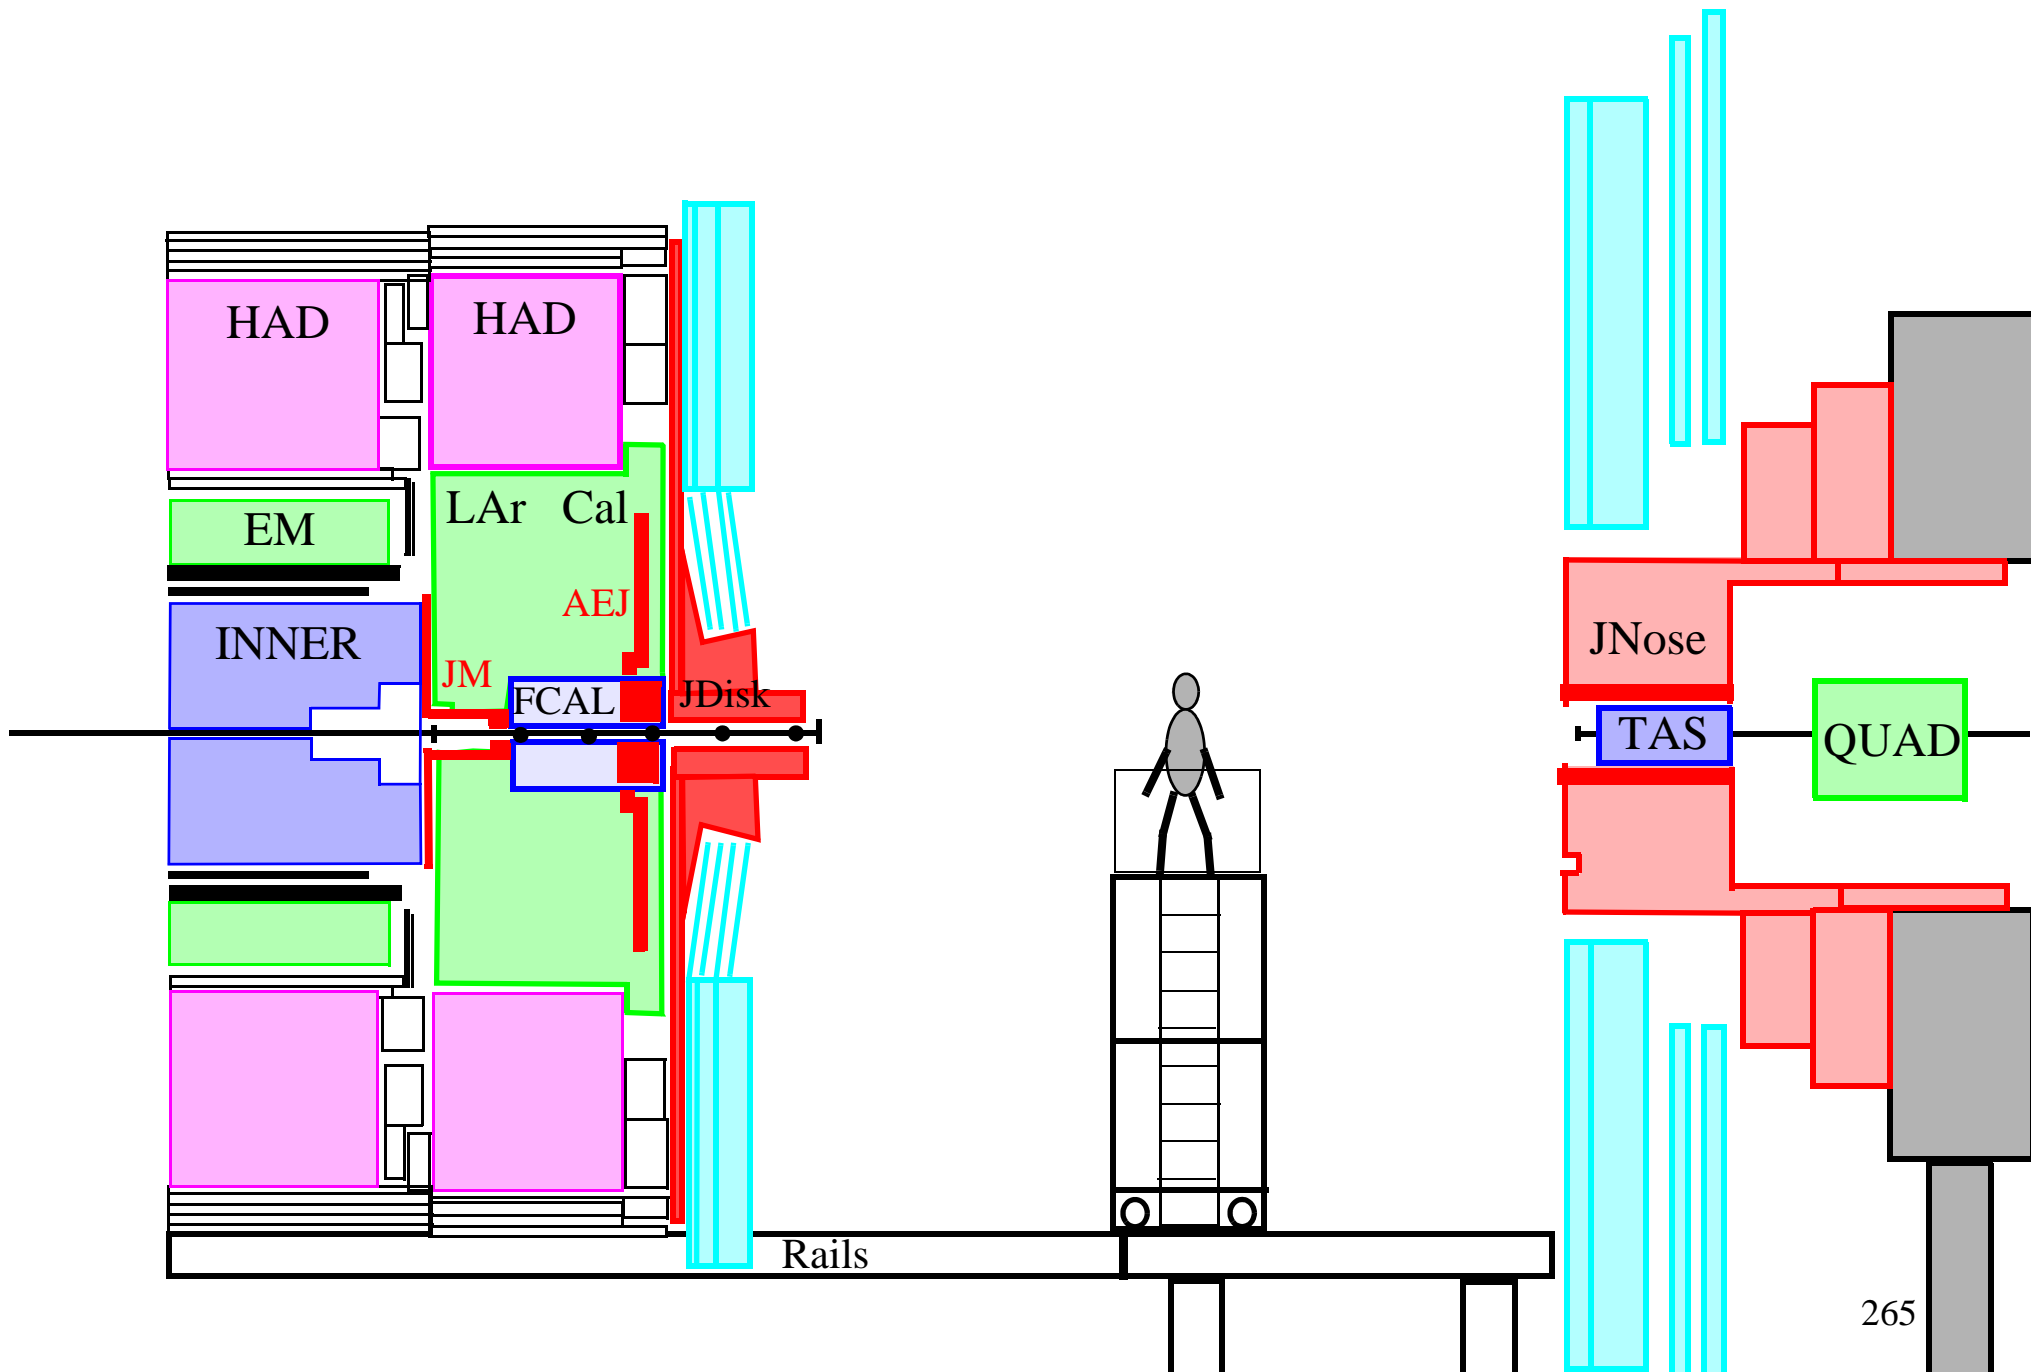 HAD
HAD
LAr Cal
EM
AEJ
INNER
JM
FCAL
JDisk
JNose
TAS
QUAD
Rails
265